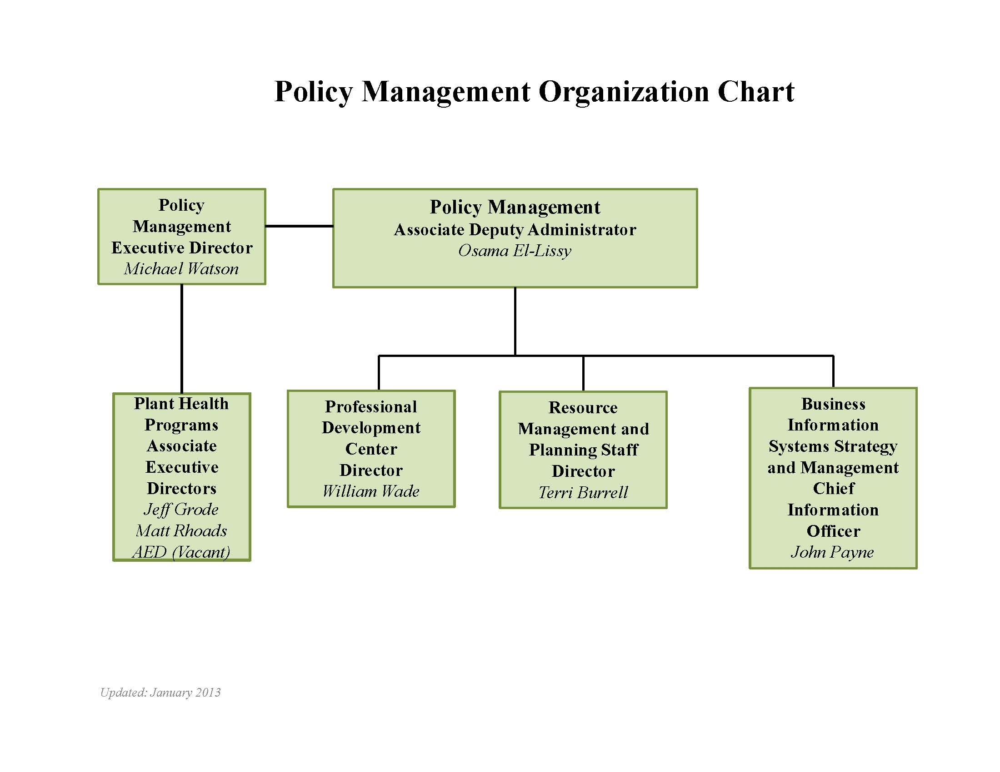 Policy Management Organization Chart
Policy
Management
Executive Director
Michael Watson
Policy Management
Associate Deputy Administrator
Osama El-Lissy
Plant Health
Programs
Associate
Executive
Directors
Jeff Grode
Matt Rhoads
AED (Vacant)
Professional
Development
Center
Director
William Wade
Resource
Management and
Planning Staff
Director
Terri Burrell
Business
Information
Systems Strategy
and Management
Chief
Information
Officer
John Payne
Updated: January 2013